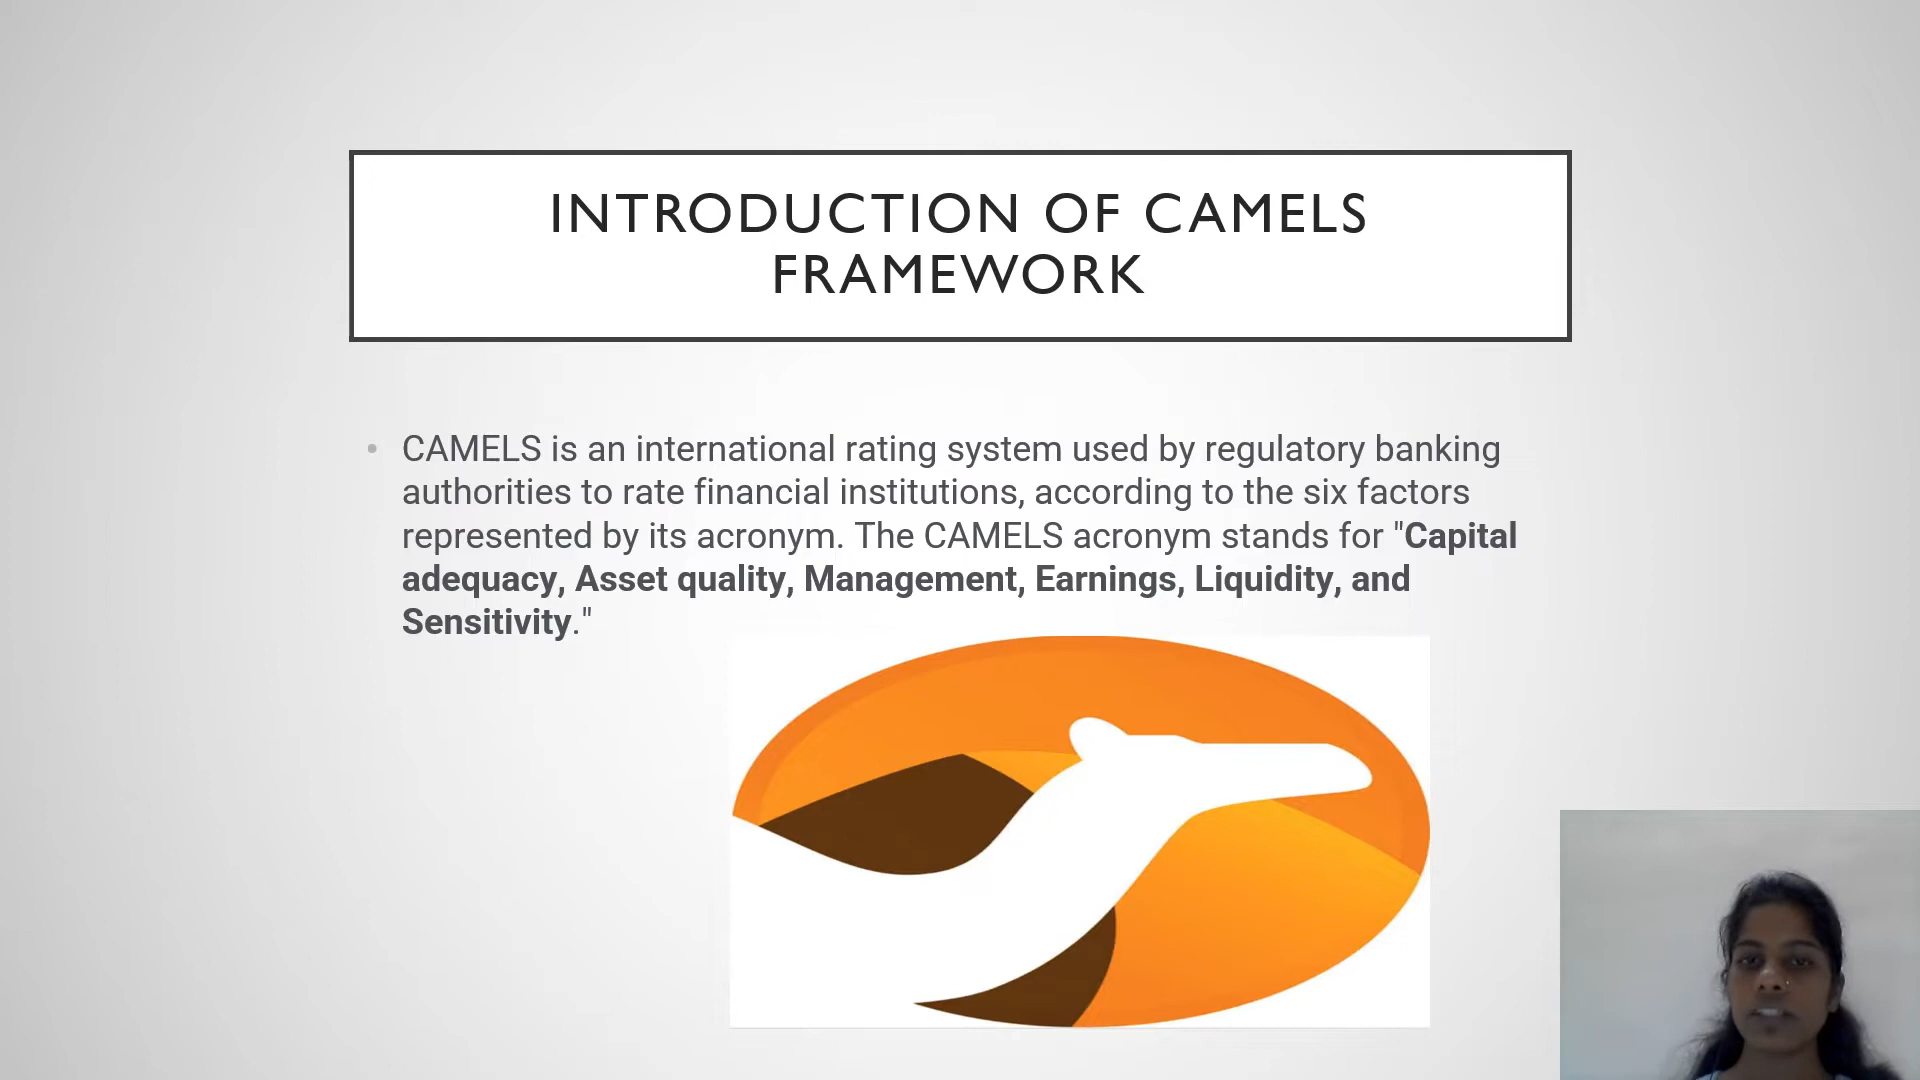 INTRODUCTION OF CAMELS
FRAMEWORK
• CAMELS is an international rating system used by regulatory banking
authorities to rate financial institutions, according to the six factors
represented by its acronym. The CAMELS acronym stands for "Capital
adequacy, Asset quality, Management, Earnings, Liquidity, and
Sensitivity."